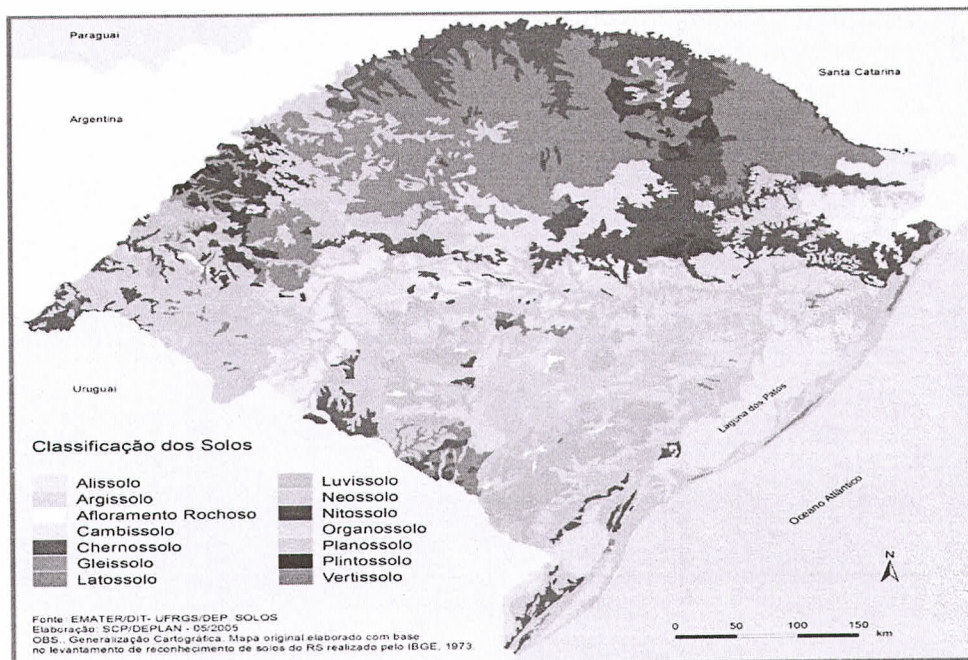 Paraguai
Santa Catarina
Argentina
Uruguai
Laguna dos Patos
Oceano Atlântico
Classificação dos Solos
Alissolo
Argissolo
Afloramento Rochoso
Cambissolo
Chernossolo
Gleissolo
Latossolo
Luvissolo
Neossolo
Nitossolo
Organossolo
Planossolo
Plintossolo
Vertissolo
N
0 50 100 150
km
Fonte: EMATER/DIT- UFRGS/DEP. SOLOS
Elaboração: SCP/DEPLAN - 05/2005
OBS.: Generalização Cartográfica. Mapa original elaborado com base
no levantamento de reconhecimento de solos do RS realizado pelo IBGE, 1973.